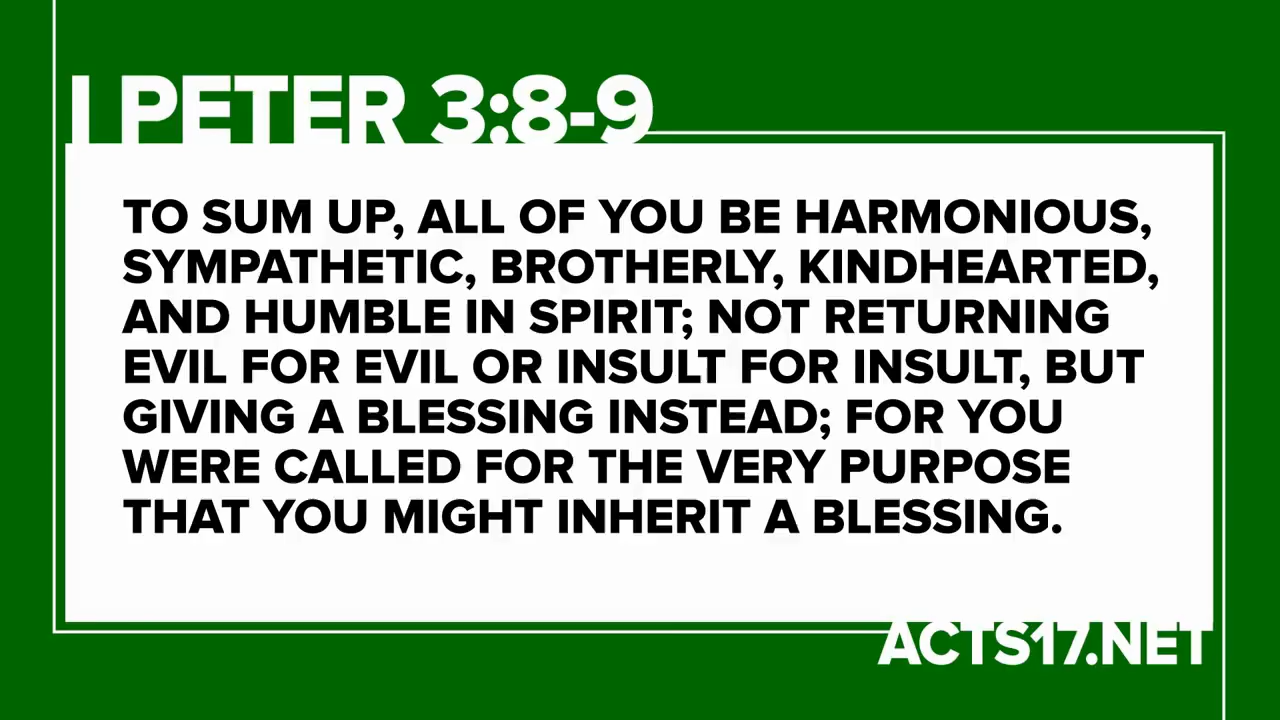 I PETER 3:8-9
TO SUM UP, ALL OF YOU BE HARMONIOUS,
SYMPATHETIC, BROTHERLY, KINDHEARTED,
AND HUMBLE IN SPIRIT; NOT RETURNING
EVIL FOR EVIL OR INSULT FOR INSULT, BUT
GIVING A BLESSING INSTEAD; FOR YOU
WERE CALLED FOR THE VERY PURPOSE
THAT YOU MIGHT INHERIT A BLESSING.
ACTS17.NET